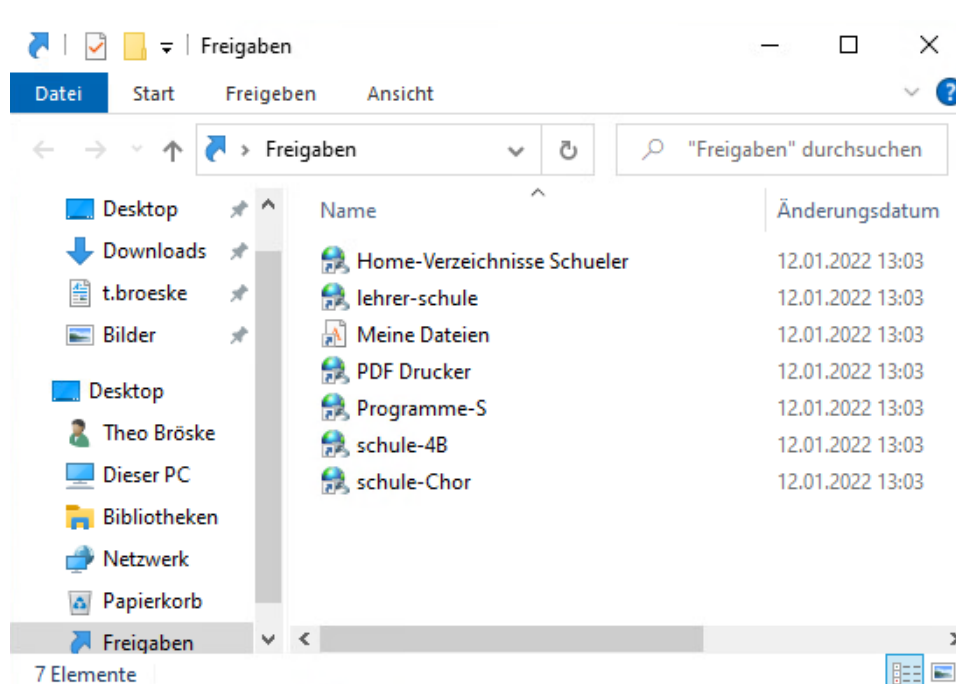 Freigaben
Datei Start Freigeben Ansicht ?
Freigaben "Freigaben" durchsuchen
Desktop
Downloads
t.broeske
Bilder
Desktop
Theo Bröske
Dieser PC
Bibliotheken
Netzwerk
Papierkorb
Freigaben
Name Änderungsdatum
Home-Verzeichnisse Schueler 12.01.2022 13:03
lehrer-schule 12.01.2022 13:03
Meine Dateien 12.01.2022 13:03
PDF Drucker 12.01.2022 13:03
Programme-S 12.01.2022 13:03
schule-4B 12.01.2022 13:03
schule-Chor 12.01.2022 13:03
7 Elemente